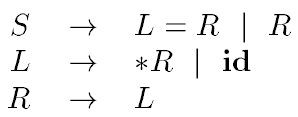 S → L = R | R
L → *R | id
R → L